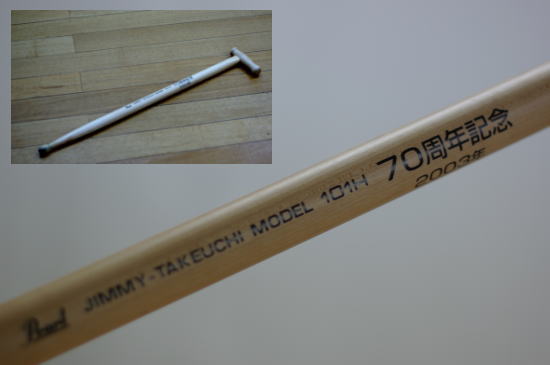 Pearl JIMMY-TAKEUCHI MODEL 101H 70周年記念
2003年